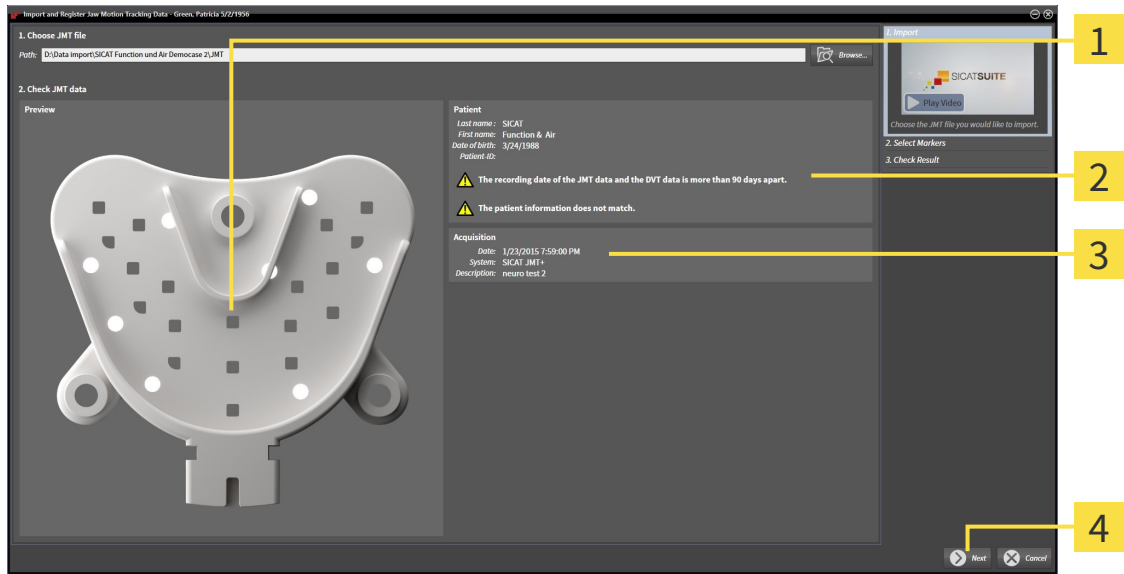 Import and Register Jaw Motion Tracking Data - Green, Patricia 5/2/1956
1. Choose JMT file
Path: D:\Data import\SICAT Function und Air Democase 2\JMT
Browse...
2. Check JMT data
Preview
Patient
Last name: SICAT
First name: Function & Air
Date of birth: 3/24/1988
Patient-ID:
The recording date of the JMT data and the DVT data is more than 90 days apart.
The patient information does not match.
Acquisition
Date: 1/23/2015 7:59:00 PM
System: SICAT JMT+
Description: neuro test 2
1. Import
SICATSUITE
Play Video
Choose the JMT file you would like to import.
2. Select Markers
3. Check Result
Next
Cancel
1
2
3
4